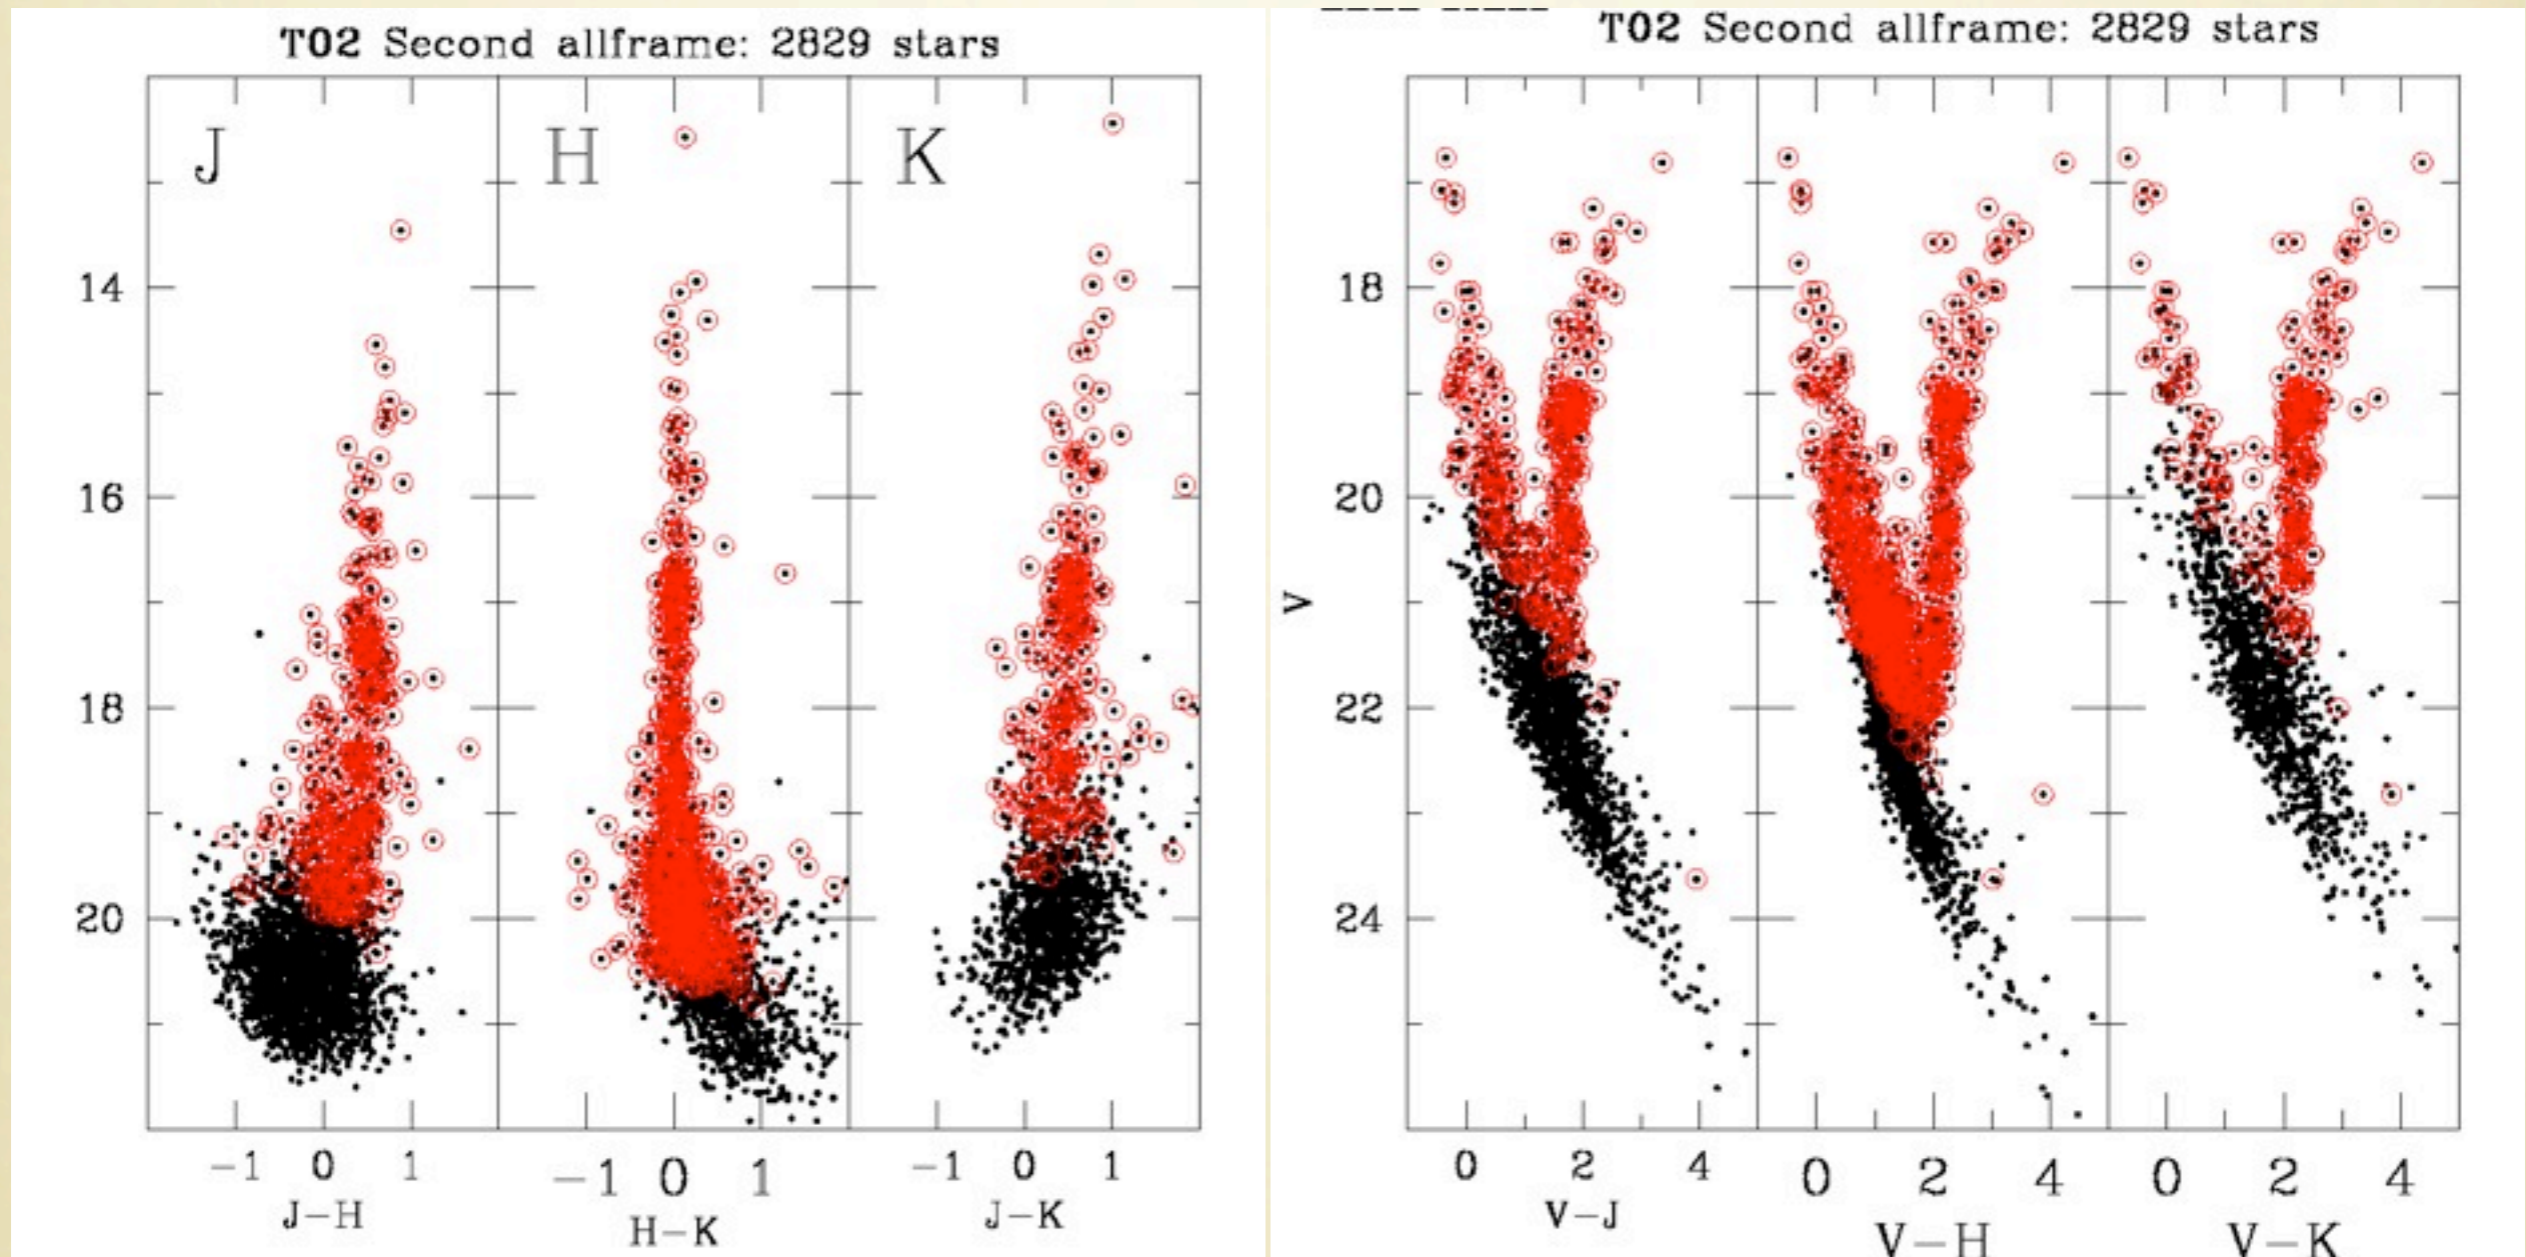 T02 Second allframe: 2829 stars
J H K
14
16
18
20
−1 0 1 −1 0 1 −1 0 1
J−H H−K J−K
T02 Second allframe: 2829 stars
V
18
20
22
24
0 2 4 0 2 4 0 2 4
V−J V−H V−K